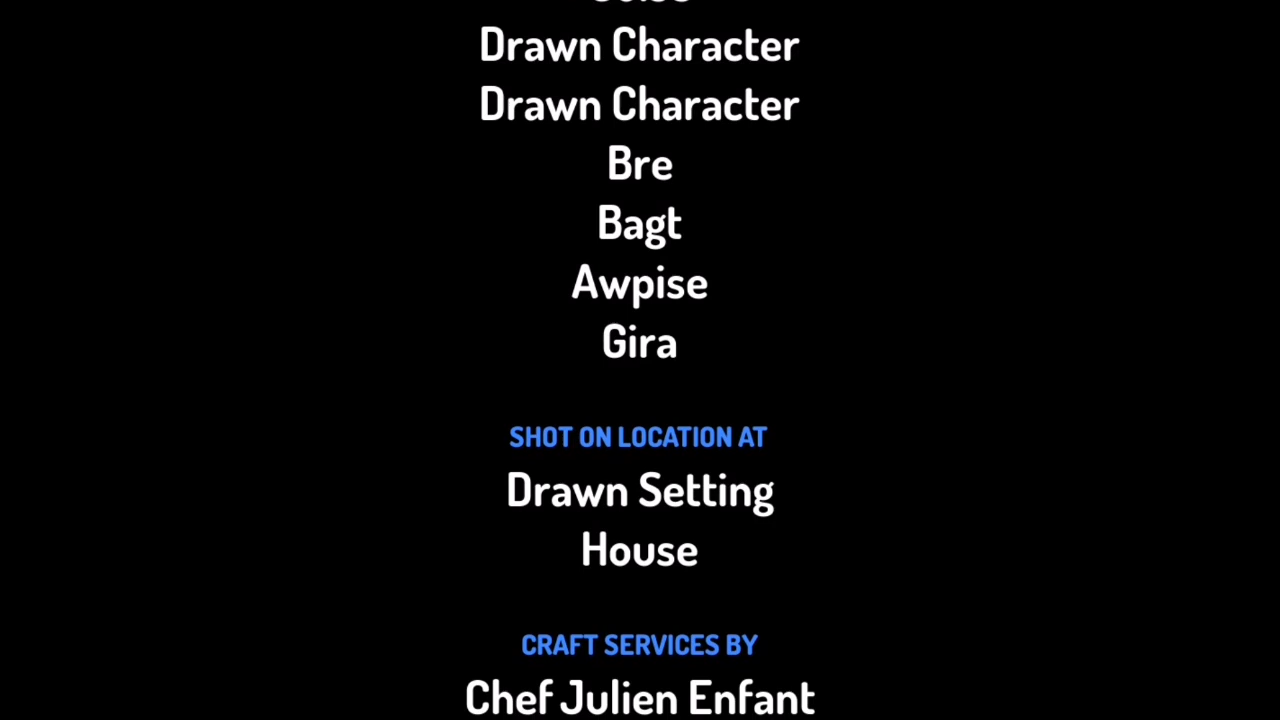 Drawn Character
Drawn Character
Bre
Bagt
Awpise
Gira
SHOT ON LOCATION AT
Drawn Setting
House
CRAFT SERVICES BY
Chef Julien Enfant